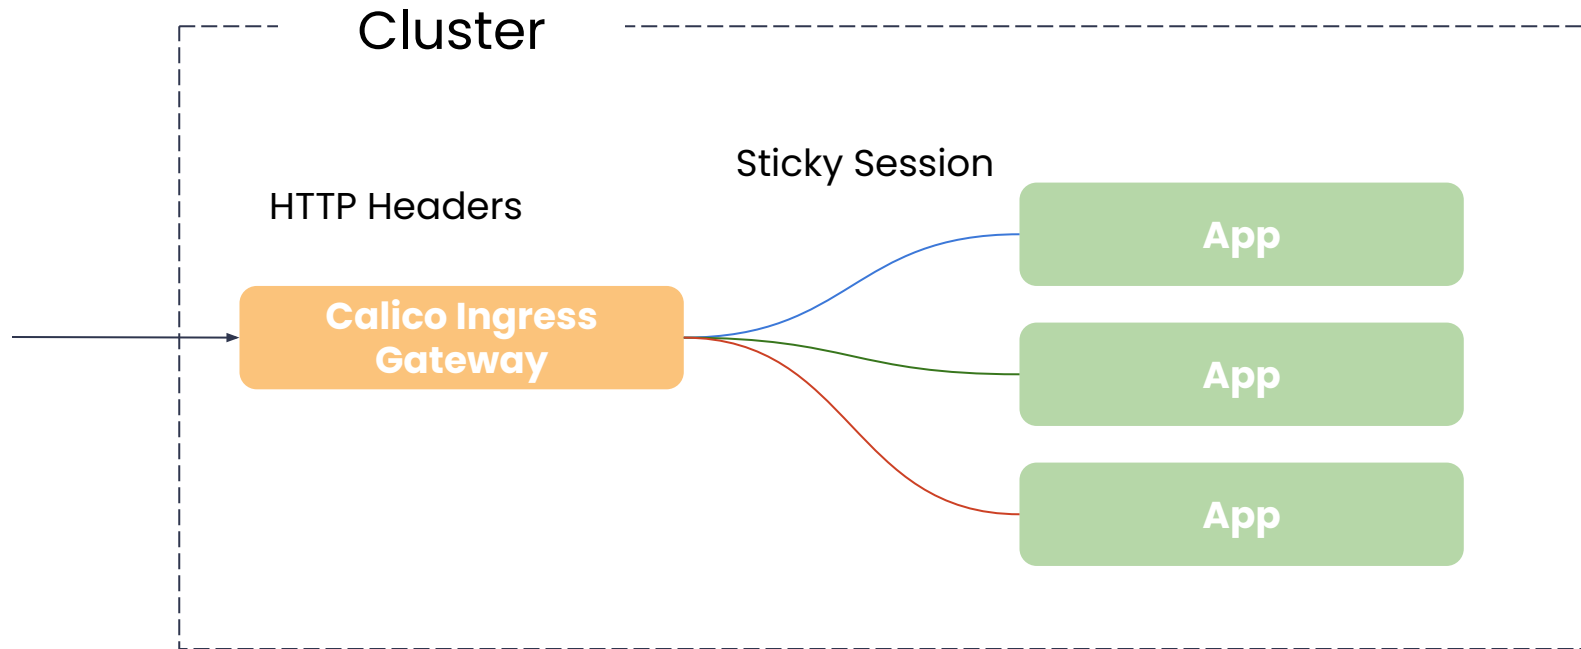 Cluster
Sticky Session
HTTP Headers
Calico Ingress
Gateway
App
App
App